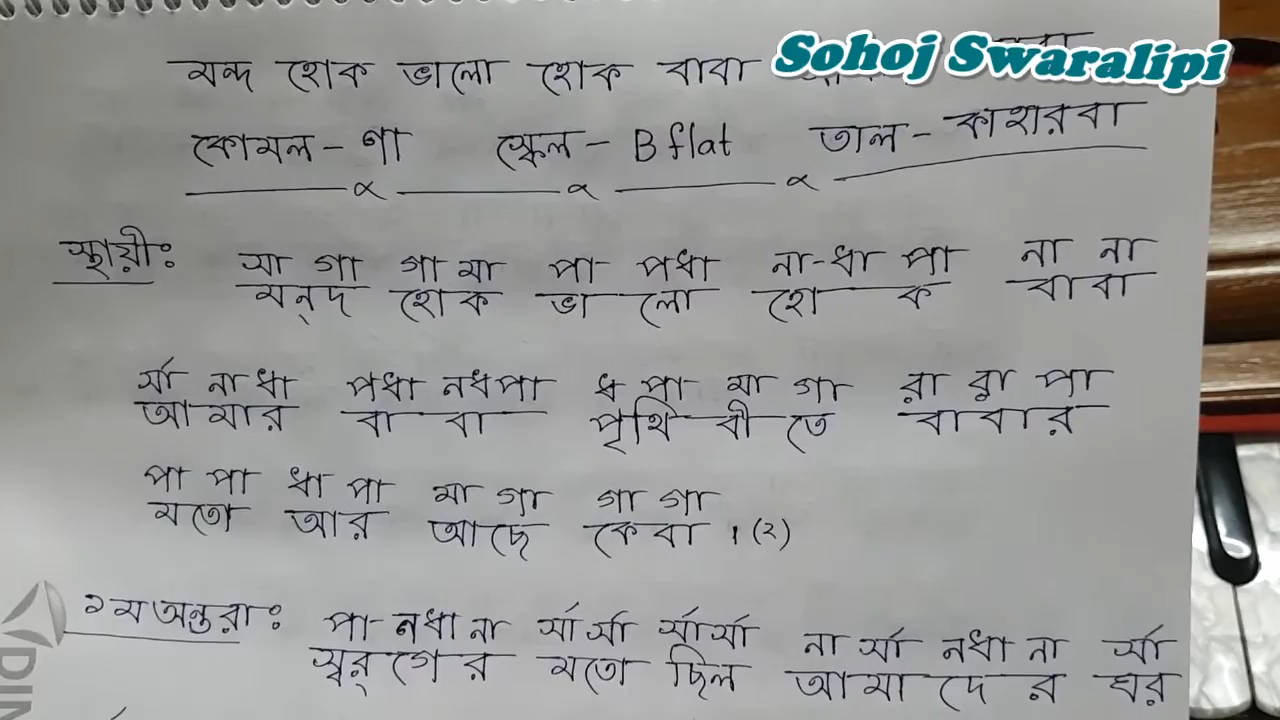 Sohoj Swaralipi
মন্দ হোক ভালো হোক বাবা
কোমল - ণা স্কেল - B flat তাল - কাহারবা
স্থায়ীঃ সা গা গা মা পা পধা না-ধা পা না না
মন্‌দ হোক ভা লো হো ক বাবা
র্সা না ধা পধা নধপা ধ পা মা গা রা রা পা
আমার বা বা পৃথি বী তে বাবার
পা পা ধা পা মা গা গা গা
মতো আর আছে কেবা । (২)
১ম অন্তরাঃ পা নধা না র্সা র্সা র্সা র্সা না র্সা নধা না র্সা
স্বর্‌গে র মতো ছিল আমা দে র ঘর